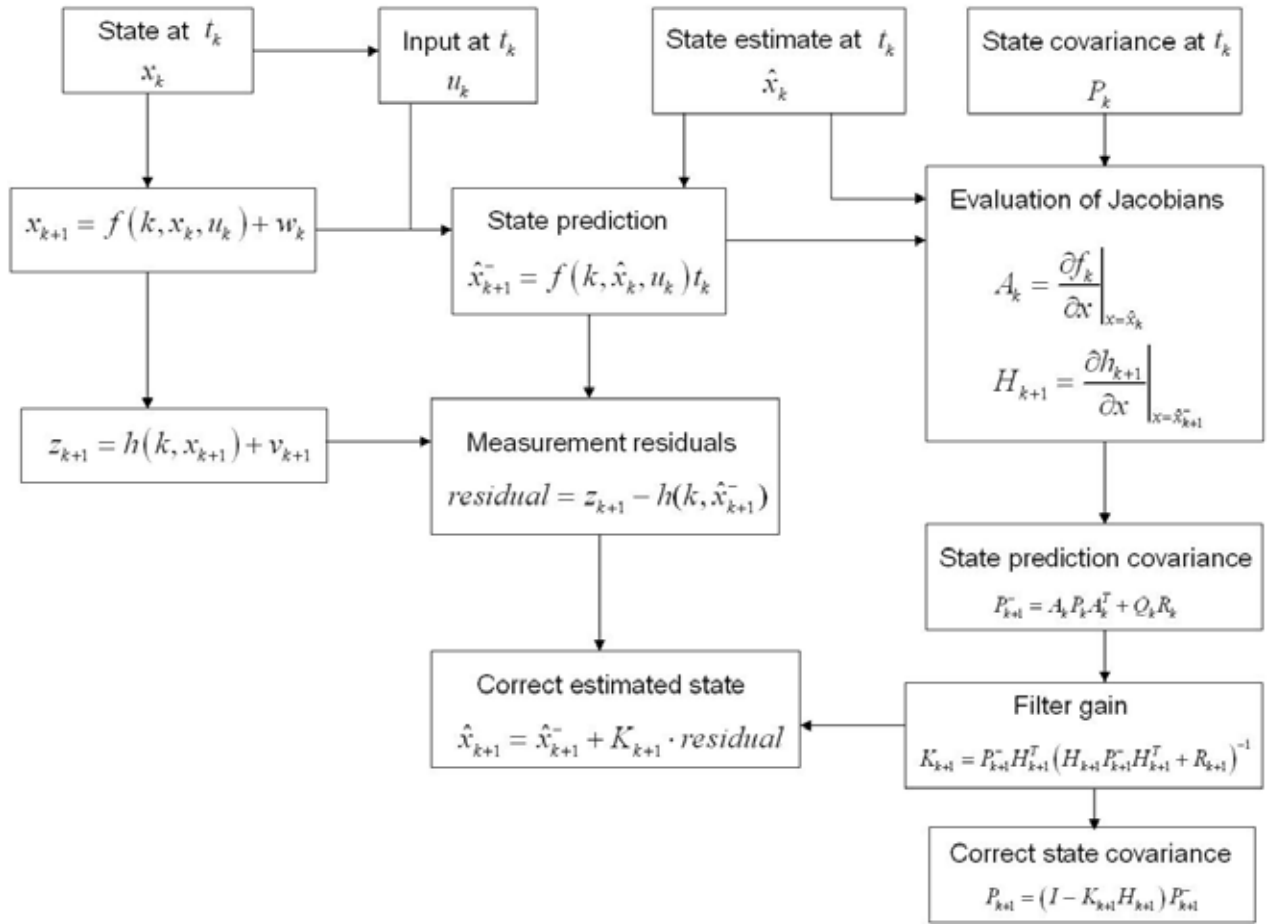 State at t_k
x_k
Input at t_k
u_k
State estimate at t_k
x̂_k
State covariance at t_k
P_k
x_{k+1} = f(k, x_k, u_k) + w_k
State prediction
x̂^-_{k+1} = f(k, x̂_k, u_k)t_k
Evaluation of Jacobians
A_k = ∂f_k/∂x |_{x=x̂_k}
H_{k+1} = ∂h_{k+1}/∂x |_{x=x̂^-_{k+1}}
z_{k+1} = h(k, x_{k+1}) + v_{k+1}
Measurement residuals
residual = z_{k+1} − h(k, x̂^-_{k+1})
State prediction covariance
P^-_{k+1} = A_k P_k A_k^T + Q_k R_k
Correct estimated state
x̂_{k+1} = x̂^-_{k+1} + K_{k+1} · residual
Filter gain
K_{k+1} = P^-_{k+1} H^T_{k+1} (H_{k+1} P^-_{k+1} H^T_{k+1} + R_{k+1})^{-1}
Correct state covariance
P_{k+1} = (I − K_{k+1} H_{k+1}) P^-_{k+1}